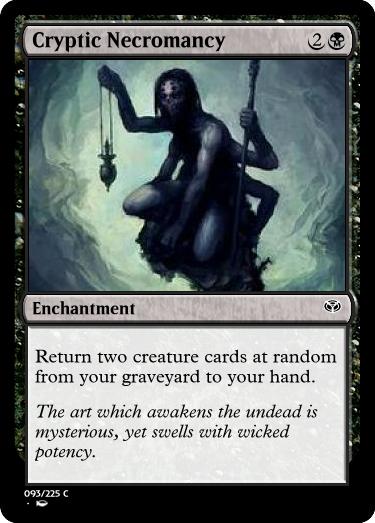 Cryptic Necromancy 2
Enchantment
Return two creature cards at random
from your graveyard to your hand.
The art which awakens the undead is
mysterious, yet swells with wicked
potency.
093/225 C